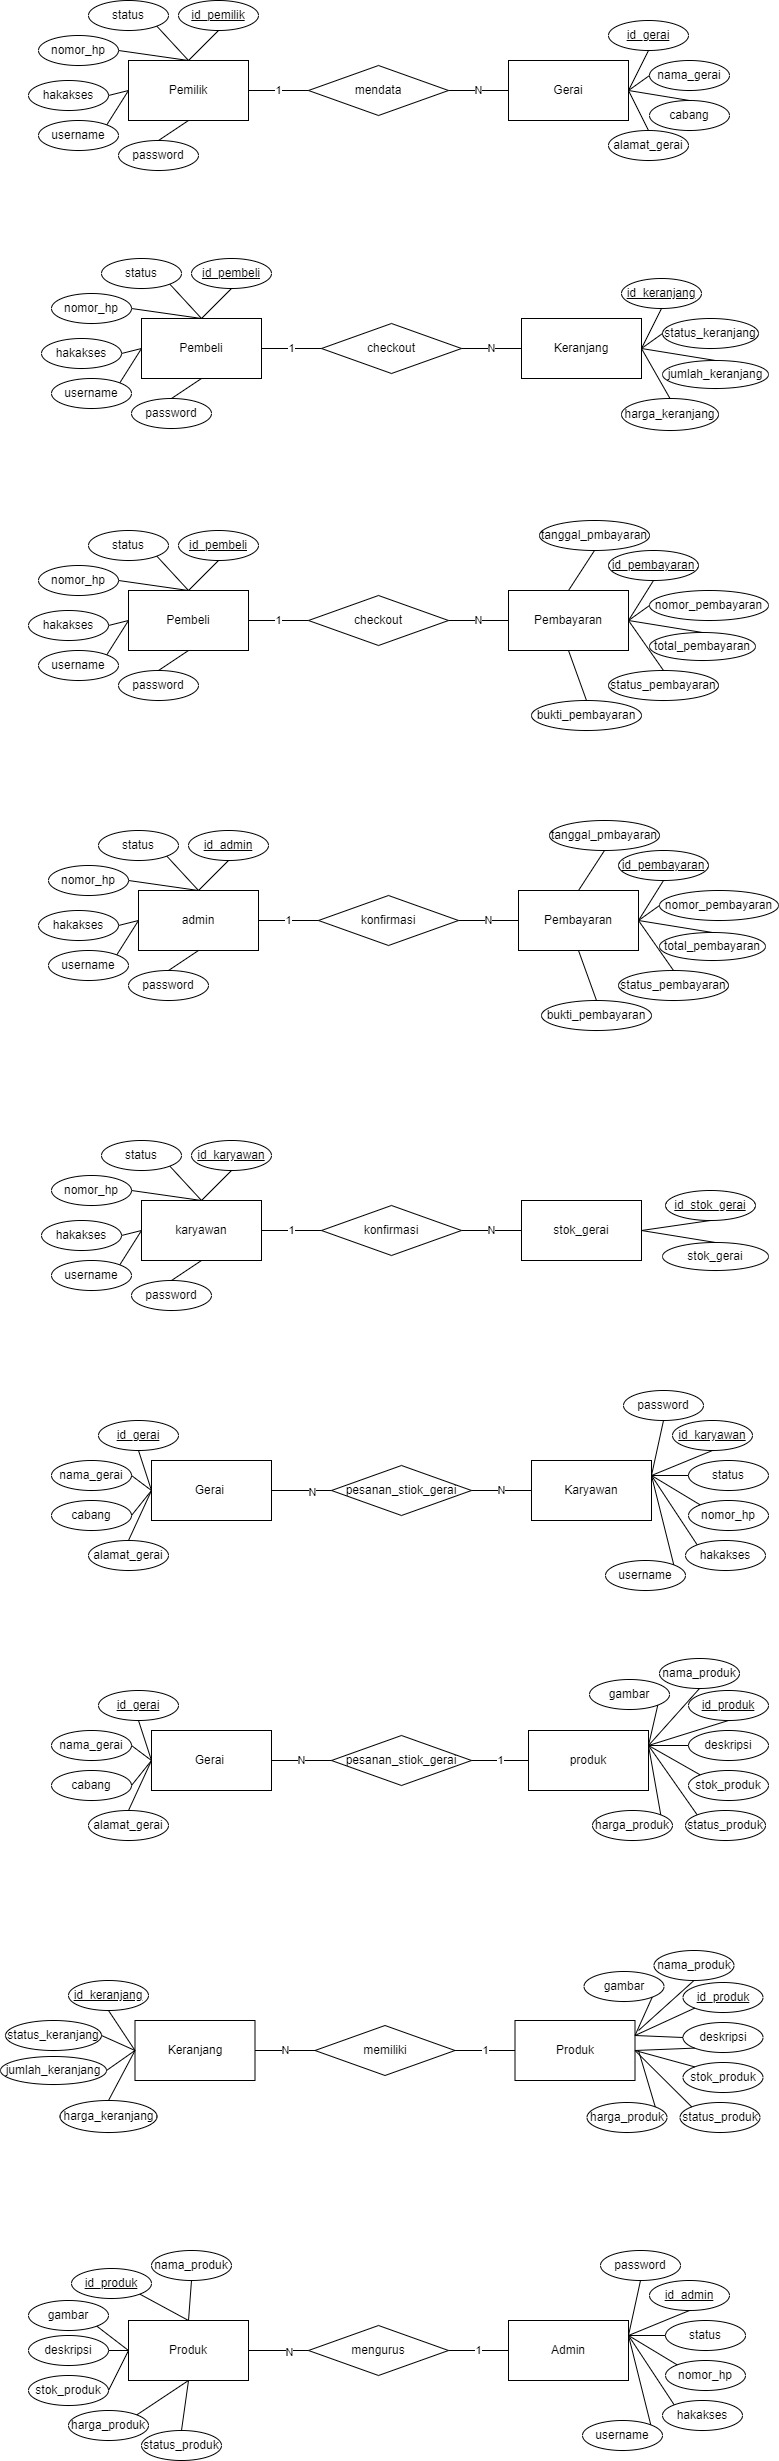 status
id_pemilik
nomor_hp
hakakses
username
password
Pemilik
1
mendata
N
Gerai
id_gerai
nama_gerai
cabang
alamat_gerai
status
id_pembeli
nomor_hp
hakakses
username
password
Pembeli
1
checkout
N
Keranjang
id_keranjang
status_keranjang
jumlah_keranjang
harga_keranjang
status
id_pembeli
nomor_hp
hakakses
username
password
Pembeli
1
checkout
N
Pembayaran
tanggal_pmbayaran
id_pembayaran
nomor_pembayaran
total_pembayaran
status_pembayaran
bukti_pembayaran
status
id_admin
nomor_hp
hakakses
username
password
admin
1
konfirmasi
N
Pembayaran
tanggal_pmbayaran
id_pembayaran
nomor_pembayaran
total_pembayaran
status_pembayaran
bukti_pembayaran
status
id_karyawan
nomor_hp
hakakses
username
password
karyawan
1
konfirmasi
N
stok_gerai
id_stok_gerai
stok_gerai
id_gerai
nama_gerai
cabang
alamat_gerai
Gerai
N
pesanan_stiok_gerai
N
Karyawan
password
id_karyawan
status
nomor_hp
hakakses
username
id_gerai
nama_gerai
cabang
alamat_gerai
Gerai
N
pesanan_stiok_gerai
1
produk
nama_produk
gambar
id_produk
deskripsi
stok_produk
status_produk
harga_produk
id_keranjang
status_keranjang
jumlah_keranjang
harga_keranjang
Keranjang
N
memiliki
1
Produk
nama_produk
gambar
id_produk
deskripsi
stok_produk
status_produk
harga_produk
nama_produk
id_produk
gambar
deskripsi
stok_produk
harga_produk
status_produk
Produk
N
mengurus
1
Admin
password
id_admin
status
nomor_hp
hakakses
username